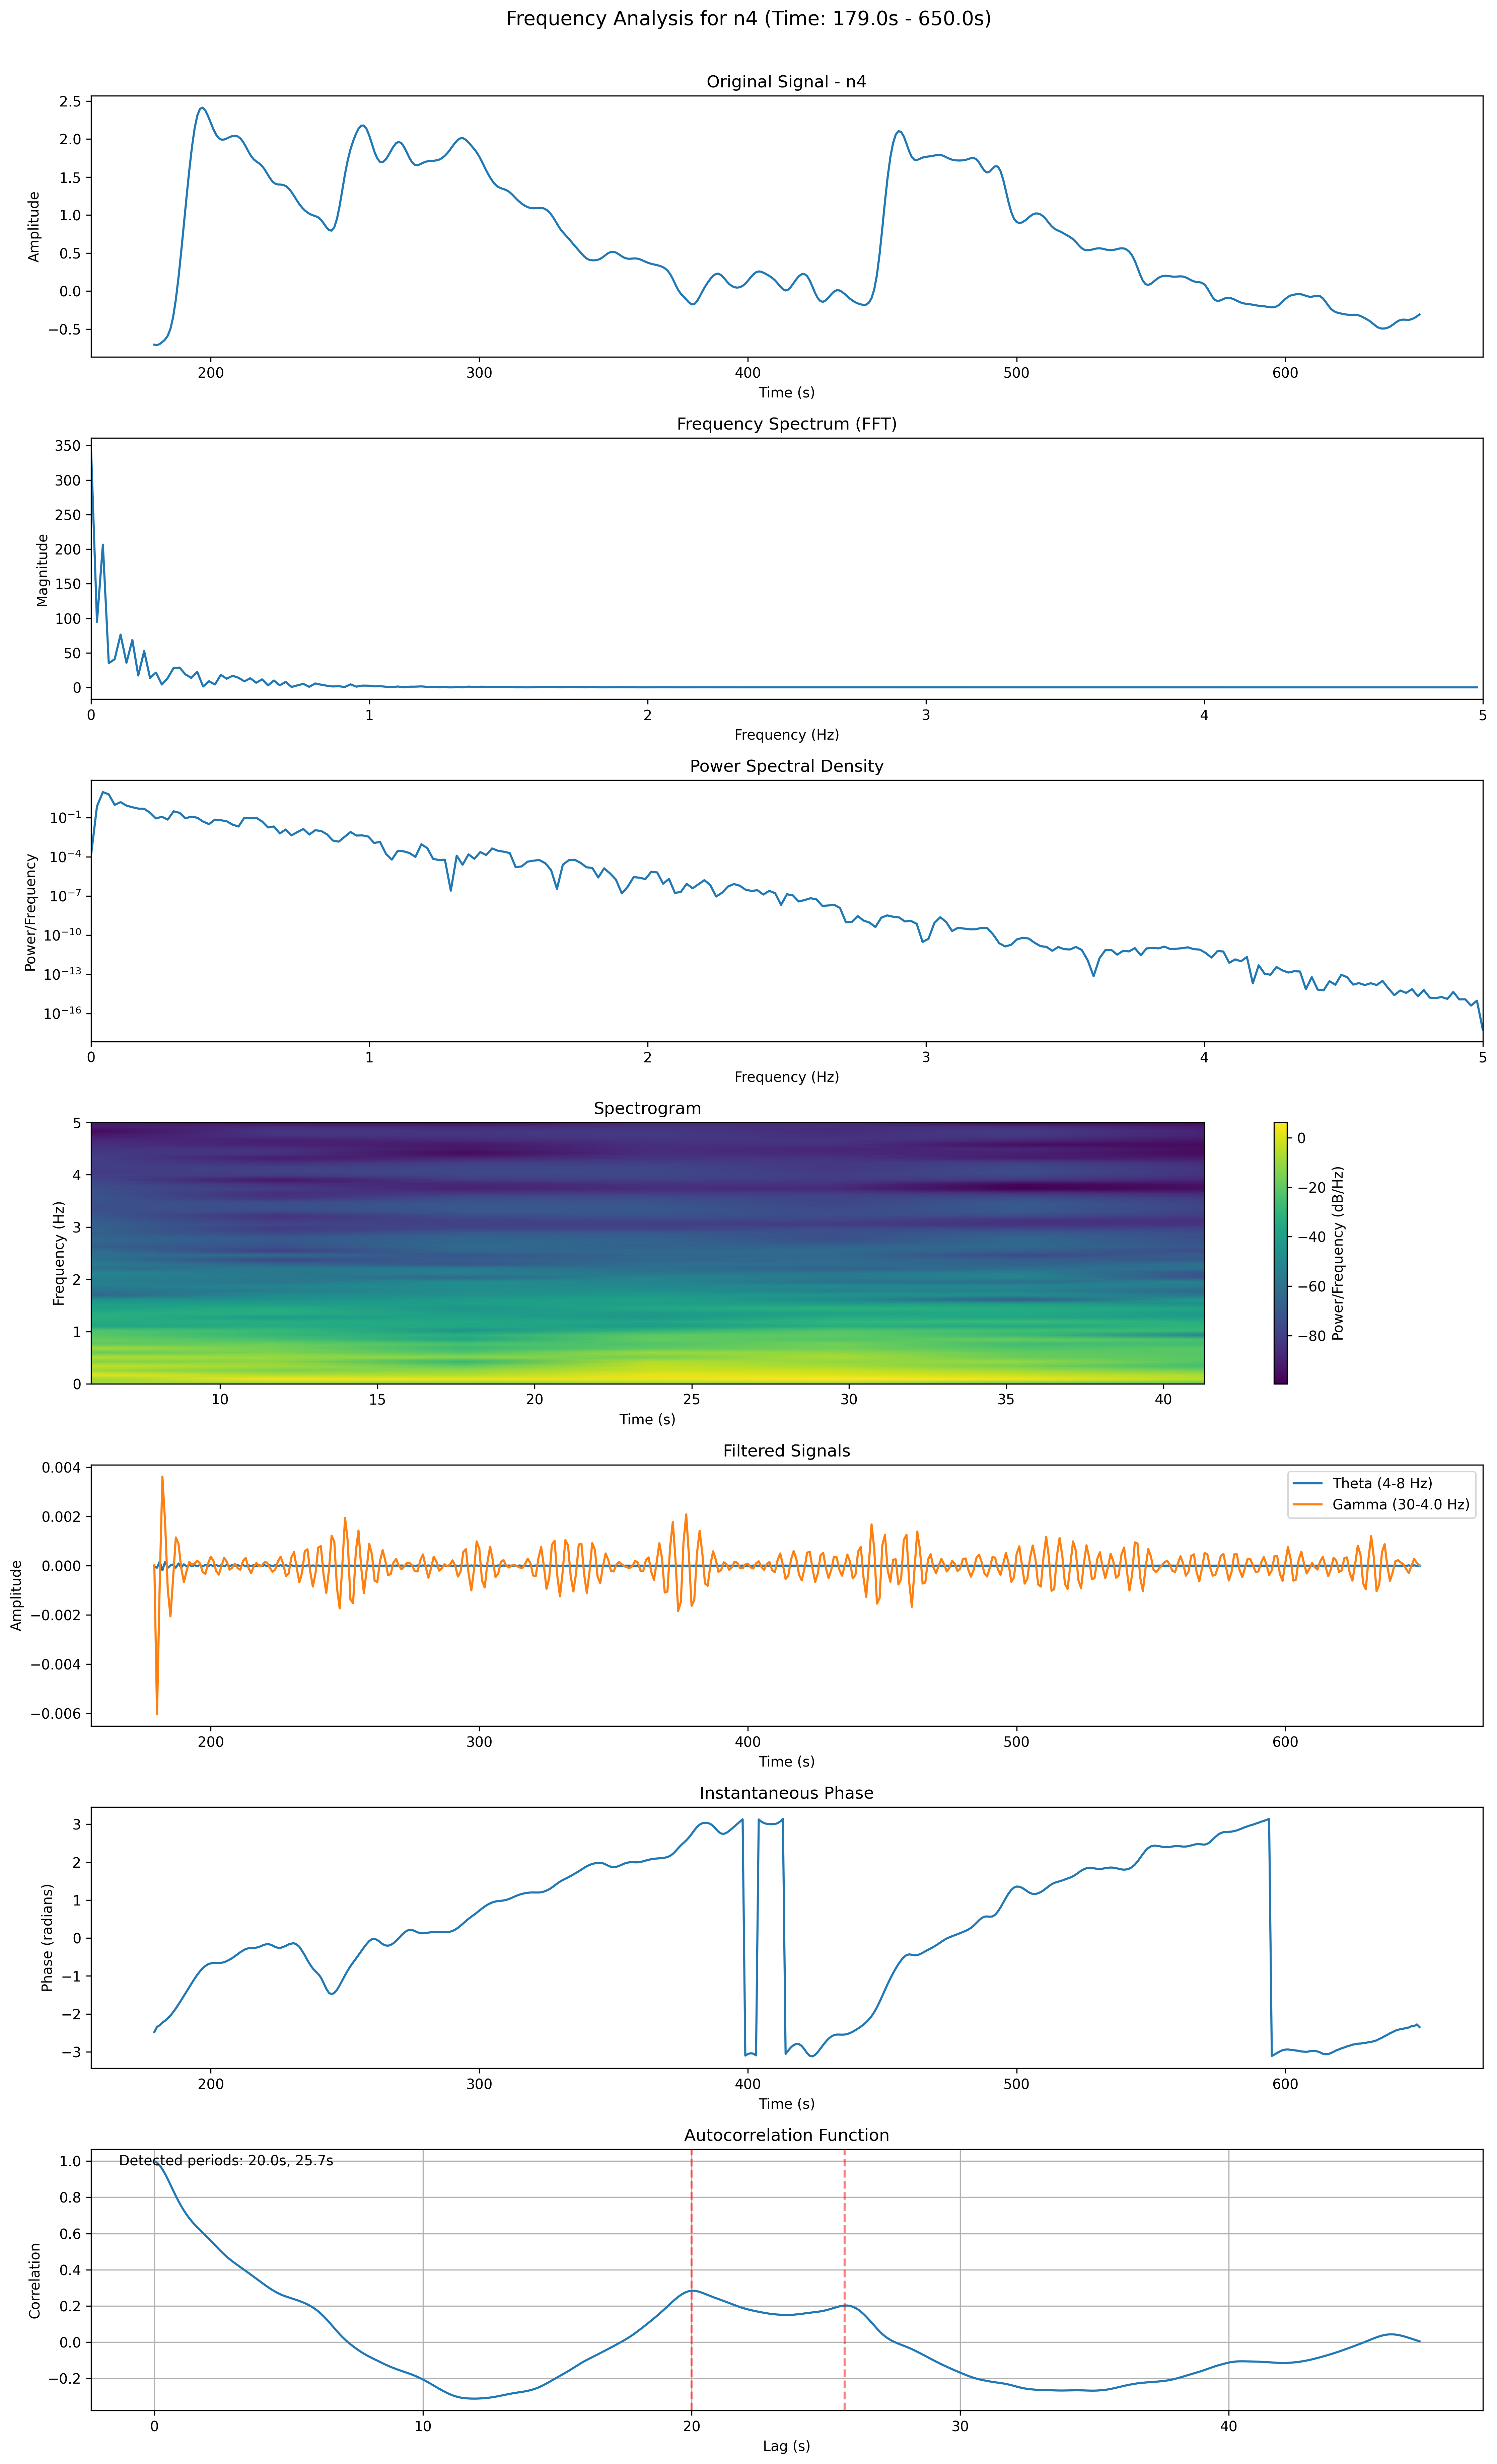 Frequency Analysis for n4 (Time: 179.0s - 650.0s)
Original Signal - n4
Amplitude
2.5
2.0
1.5
1.0
0.5
0.0
−0.5
200 300 400 500 600
Time (s)
Frequency Spectrum (FFT)
Magnitude
350
300
250
200
150
100
50
0
0 1 2 3 4 5
Frequency (Hz)
Power Spectral Density
Power/Frequency
10⁻¹
10⁻⁴
10⁻⁷
10⁻¹⁰
10⁻¹³
10⁻¹⁶
0 1 2 3 4 5
Frequency (Hz)
Spectrogram
Frequency (Hz)
5
4
3
2
1
0
10 15 20 25 30 35 40
Time (s)
0
−20
−40
−60
−80
Power/Frequency (dB/Hz)
Filtered Signals
Amplitude
0.004
0.002
0.000
−0.002
−0.004
−0.006
Theta (4-8 Hz)
Gamma (30-4.0 Hz)
200 300 400 500 600
Time (s)
Instantaneous Phase
Phase (radians)
3
2
1
0
−1
−2
−3
200 300 400 500 600
Time (s)
Autocorrelation Function
Detected periods: 20.0s, 25.7s
Correlation
1.0
0.8
0.6
0.4
0.2
0.0
−0.2
0 10 20 30 40
Lag (s)